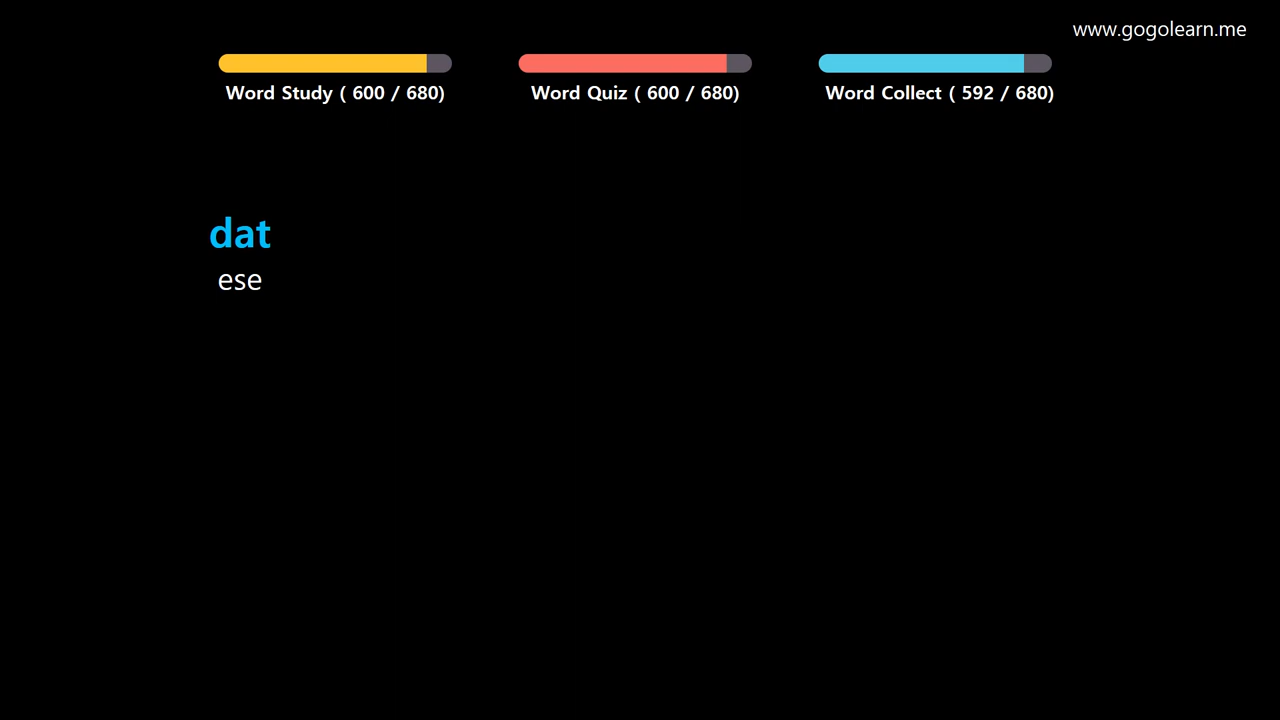 www.gogolearn.me
Word Study ( 600 / 680)
Word Quiz ( 600 / 680)
Word Collect ( 592 / 680)
dat
ese